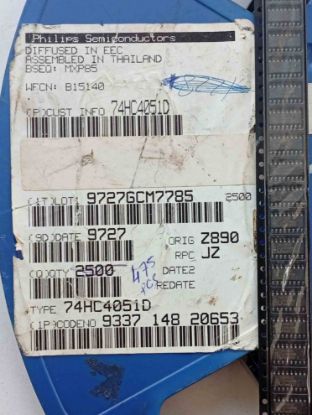 Philips Semiconductors
DIFFUSED IN EEC
ASSEMBLED IN THAILAND
BSEQ: MXP85
WFCN: B15140
(P)CUST INFO 74HC4051D
(1T)LOT: 9727GCM7785 2500
(9D)DATE 9727 ORIG Z890
RPC JZ
(Q)QTY 2500 475 DATE2
REDATE
TYPE 74HC4051D
(1P)CODENO 9337 148 20653